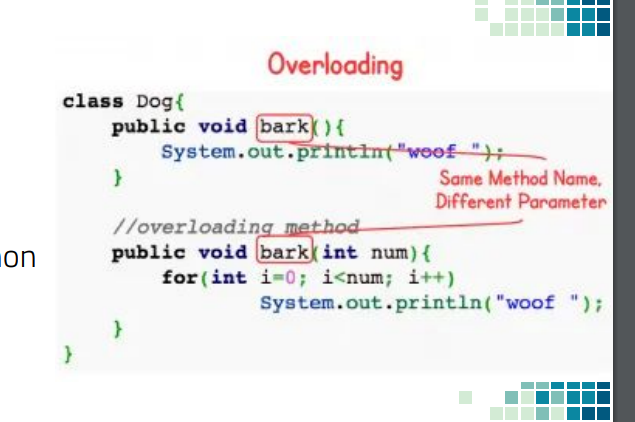 Overloading
class Dog{
public void bark(){
System.out.println("woof ");
}
Same Method Name,
Different Parameter
//overloading method
public void bark(int num){
for(int i=0; i<num; i++)
System.out.println("woof ");
}
}